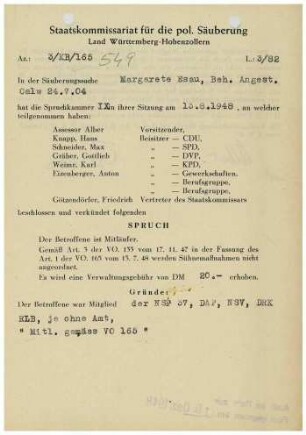 Staatskommissariat für die pol. Säuberung
Land Württemberg-Hohenzollern
Az.: 3/KB/165 549 L.: 3/82
In der Säuberungssache Margarete Esau, Beh. Angest.
Calw 24.7.04
hat die Spruchkammer IX in ihrer Sitzung am 13.8.1948, an welcher
teilgenommen haben:
Assessor Alber Vorsitzender,
Knapp, Hans Beisitzer — CDU,
Schneider, Max „ — SPD,
Gräber, Gottlieb „ — DVP,
Weimr, Karl „ — KPD,
Eizenberger, Anton „ — Gewerkschaften,
„ — Berufsgruppe,
„ — Berufsgruppe,
Götzendörfer, Friedrich Vertreter des Staatskommissars
beschlossen und verkündet folgenden
SPRUCH
Der Betroffene ist Mitläufer.
Gemäß Art. 3 der VO. 133 vom 17. 11. 47 in der Fassung des
Art. 1 der VO. 165 vom 13. 7. 48 werden Sühnemaßnahmen nicht
angeordnet.
Es wird eine Verwaltungsgebühr von DM 20.- erhoben.
Gründe:
Der Betroffene war Mitglied der NSF 37, DAF, NSV, DRK
RLB, je ohne Amt,
" Mitl. gemäss VO 165 "